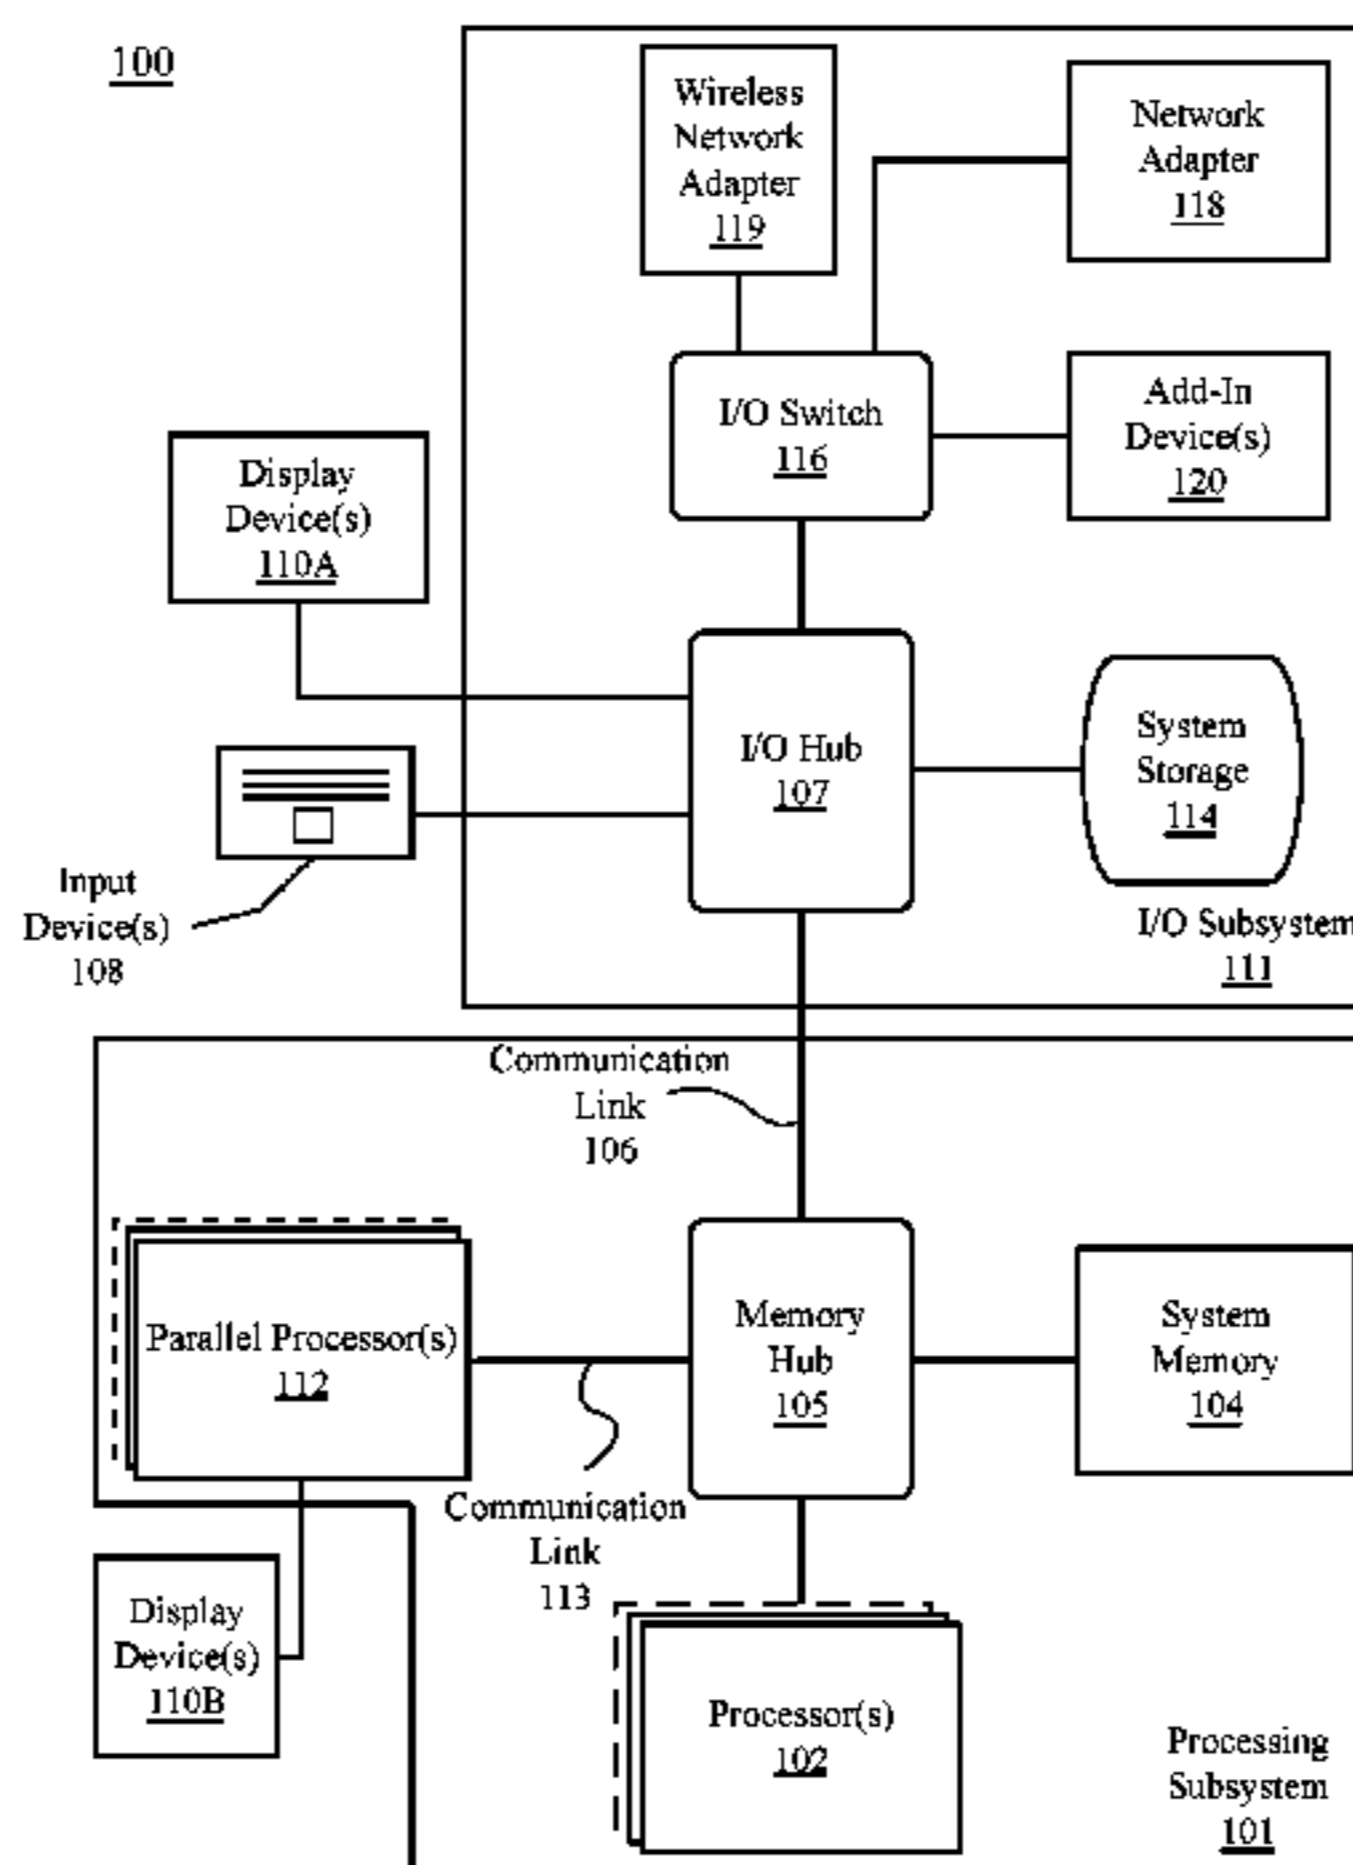 100
Wireless
Network
Adapter
119
Network
Adapter
118
I/O Switch
116
Add-In
Device(s)
120
Display
Device(s)
110A
I/O Hub
107
System
Storage
114
Input
Device(s)
108
I/O Subsystem
111
Communication
Link
106
Parallel Processor(s)
112
Memory
Hub
105
System
Memory
104
Communication
Link
113
Display
Device(s)
110B
Processor(s)
102
Processing
Subsystem
101